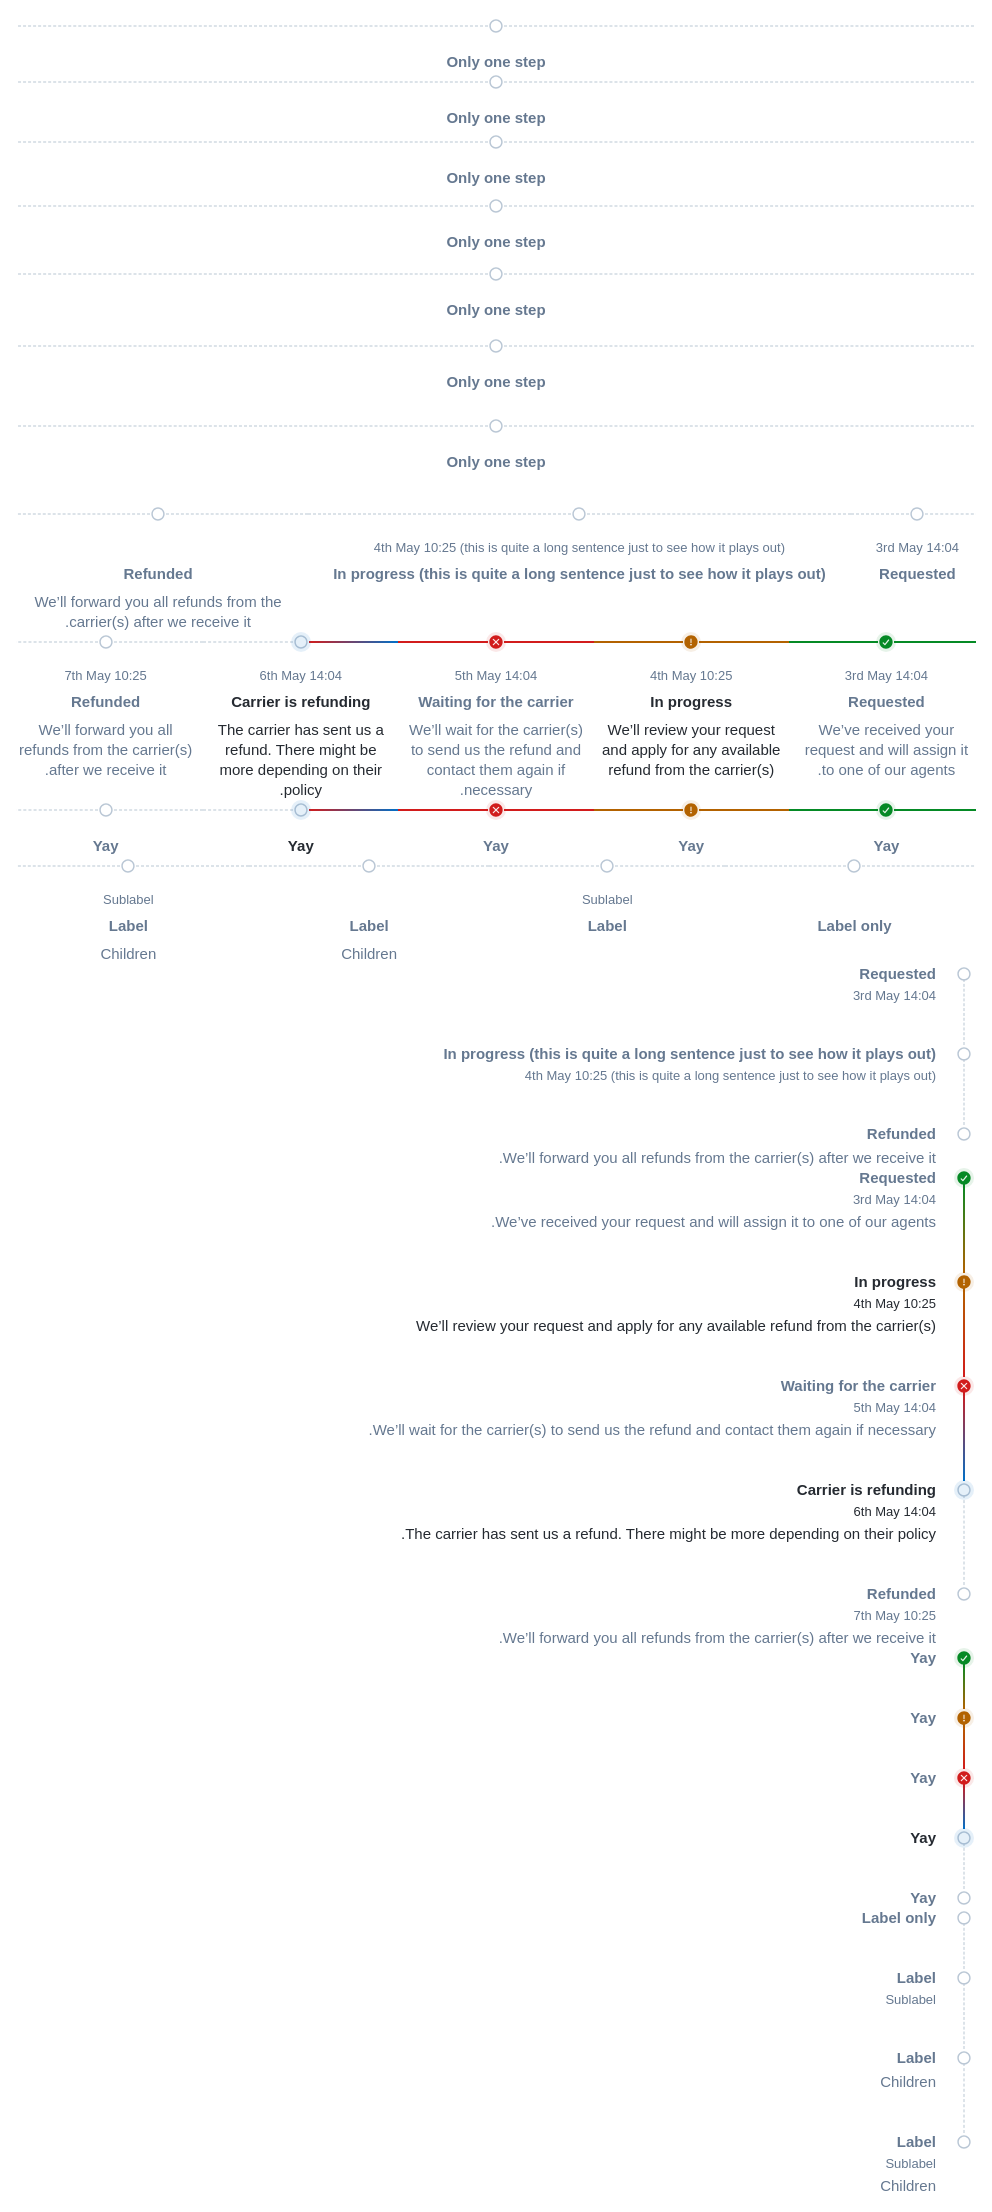 Only one step
Only one step
Only one step
Only one step
Only one step
Only one step
Only one step
4th May 10:25 (this is quite a long sentence just to see how it plays out)
3rd May 14:04
Refunded
In progress (this is quite a long sentence just to see how it plays out)
Requested
We’ll forward you all refunds from the
.carrier(s) after we receive it
7th May 10:25
Refunded
We’ll forward you all
refunds from the carrier(s)
.after we receive it
6th May 14:04
Carrier is refunding
The carrier has sent us a
refund. There might be
more depending on their
.policy
5th May 14:04
Waiting for the carrier
We’ll wait for the carrier(s)
to send us the refund and
contact them again if
.necessary
4th May 10:25
In progress
We’ll review your request
and apply for any available
refund from the carrier(s)
3rd May 14:04
Requested
We’ve received your
request and will assign it
.to one of our agents
Yay
Yay
Yay
Yay
Yay
Sublabel
Label
Children
Label
Children
Sublabel
Label
Label only
Requested
3rd May 14:04
In progress (this is quite a long sentence just to see how it plays out)
4th May 10:25 (this is quite a long sentence just to see how it plays out)
Refunded
.We’ll forward you all refunds from the carrier(s) after we receive it
Requested
3rd May 14:04
.We’ve received your request and will assign it to one of our agents
In progress
4th May 10:25
We’ll review your request and apply for any available refund from the carrier(s)
Waiting for the carrier
5th May 14:04
.We’ll wait for the carrier(s) to send us the refund and contact them again if necessary
Carrier is refunding
6th May 14:04
.The carrier has sent us a refund. There might be more depending on their policy
Refunded
7th May 10:25
.We’ll forward you all refunds from the carrier(s) after we receive it
Yay
Yay
Yay
Yay
Yay
Label only
Label
Sublabel
Label
Children
Label
Sublabel
Children